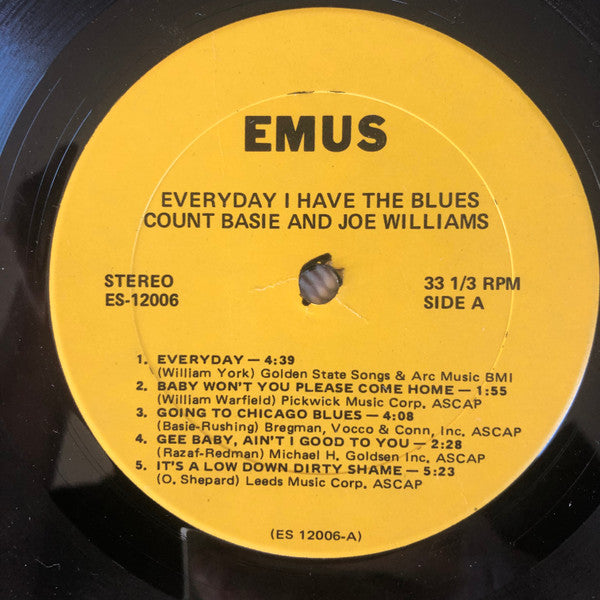 EMUS
EVERYDAY I HAVE THE BLUES
COUNT BASIE AND JOE WILLIAMS
STEREO
ES-12006
33 1/3 RPM
SIDE A
1. EVERYDAY — 4:39
(William York) Golden State Songs & Arc Music BMI
2. BABY WON'T YOU PLEASE COME HOME — 1:55
(William Warfield) Pickwick Music Corp. ASCAP
3. GOING TO CHICAGO BLUES — 4:08
(Basie-Rushing) Bregman, Vocco & Conn, Inc. ASCAP
4. GEE BABY, AIN'T I GOOD TO YOU — 2:28
(Razaf-Redman) Michael H. Goldsen Inc. ASCAP
5. IT'S A LOW DOWN DIRTY SHAME — 5:23
(O. Shepard) Leeds Music Corp. ASCAP
(ES 12006-A)